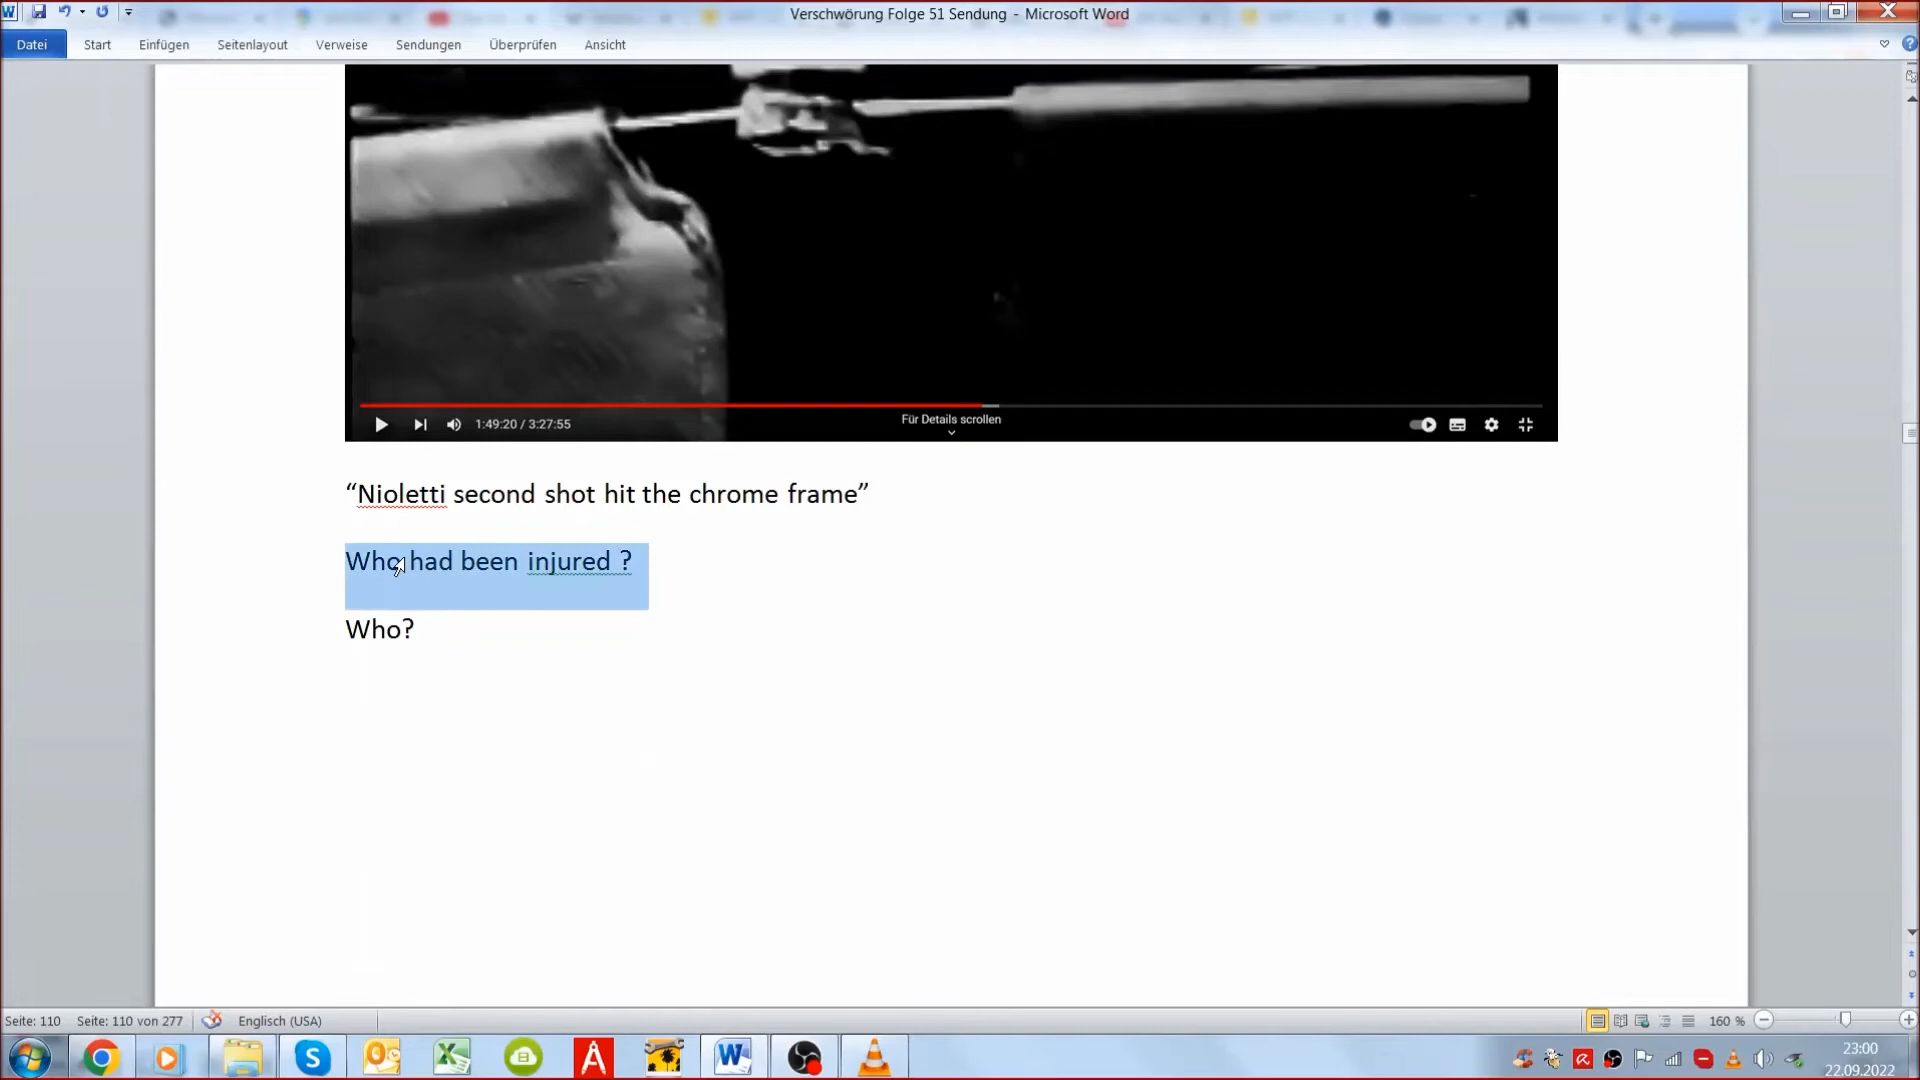 Verschwörung Folge 51 Sendung - Microsoft Word
Datei Start Einfügen Seitenlayout Verweise Sendungen Überprüfen Ansicht
1:49:20 / 3:27:55
Für Details scrollen
“Nioletti second shot hit the chrome frame”
Who had been injured ?
Who?
Seite: 110 Seite: 110 von 277 Englisch (USA) 160 %
23:00
22.09.2022